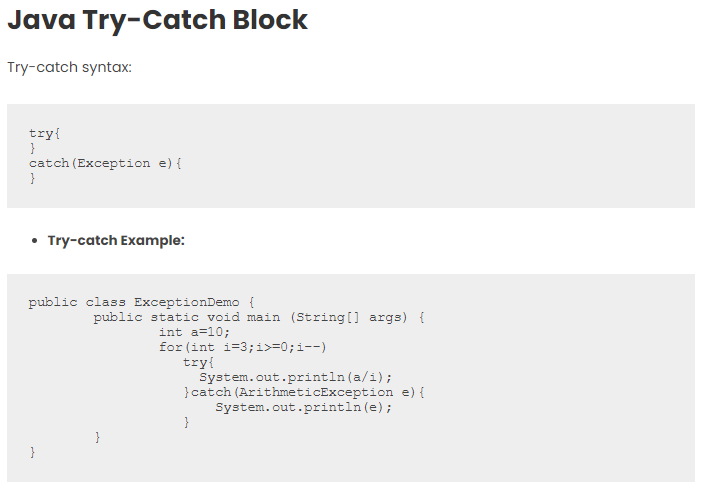 Java Try-Catch Block
Try-catch syntax:
try{
}
catch(Exception e){
}
• Try-catch Example:
public class ExceptionDemo {
        public static void main (String[] args) {
                int a=10;
                for(int i=3;i>=0;i--)
                   try{
                     System.out.println(a/i);
                   }catch(ArithmeticException e){
                       System.out.println(e);
                   }
        }
}